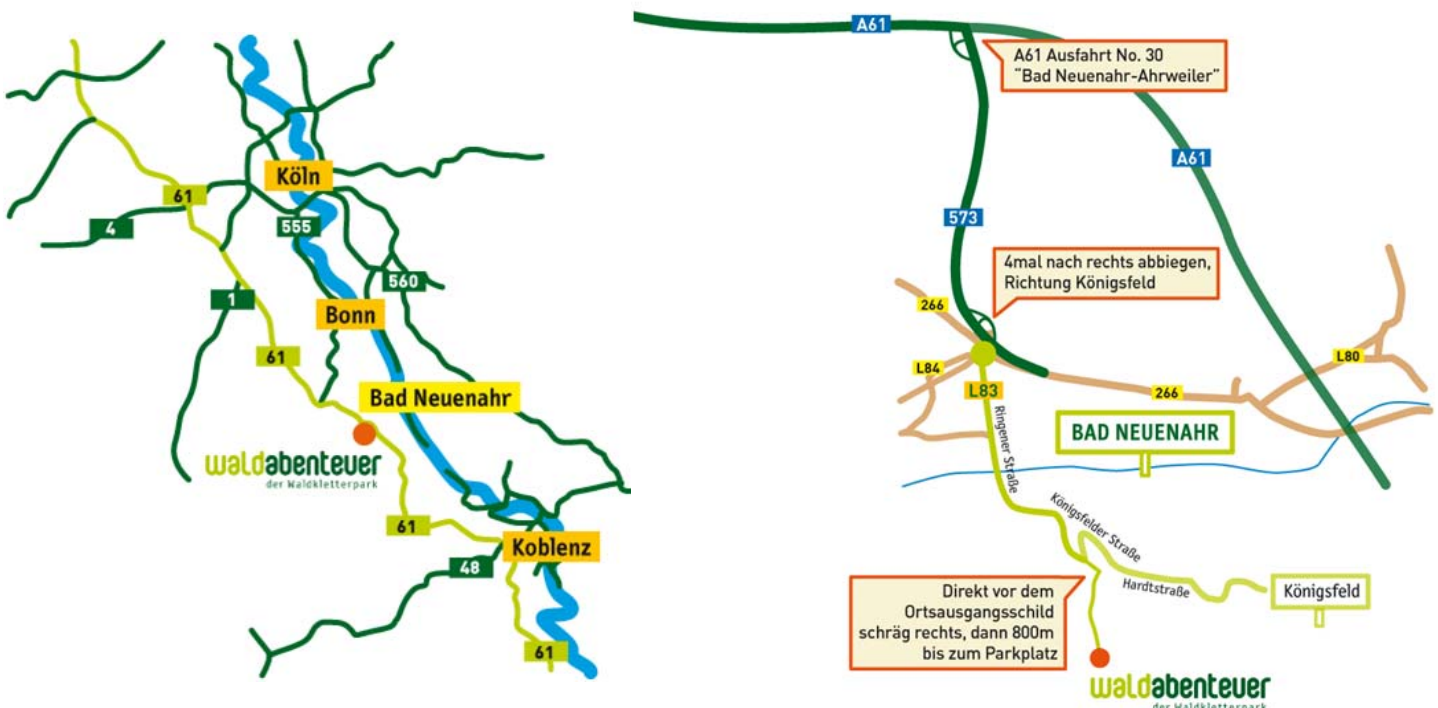 61
Köln
4
555
560
1
Bonn
61
Bad Neuenahr
waldabenteuer
der Waldkletterpark
61
Koblenz
48
61
A61
A61 Ausfahrt No. 30
"Bad Neuenahr-Ahrweiler"
A61
573
4mal nach rechts abbiegen,
Richtung Königsfeld
266
L84
L80
L83
266
Ringener Straße
BAD NEUENAHR
Königsfelder Straße
Hardtstraße
Königsfeld
Direkt vor dem
Ortsausgangsschild
schräg rechts, dann 800m
bis zum Parkplatz
waldabenteuer
der Waldkletterpark